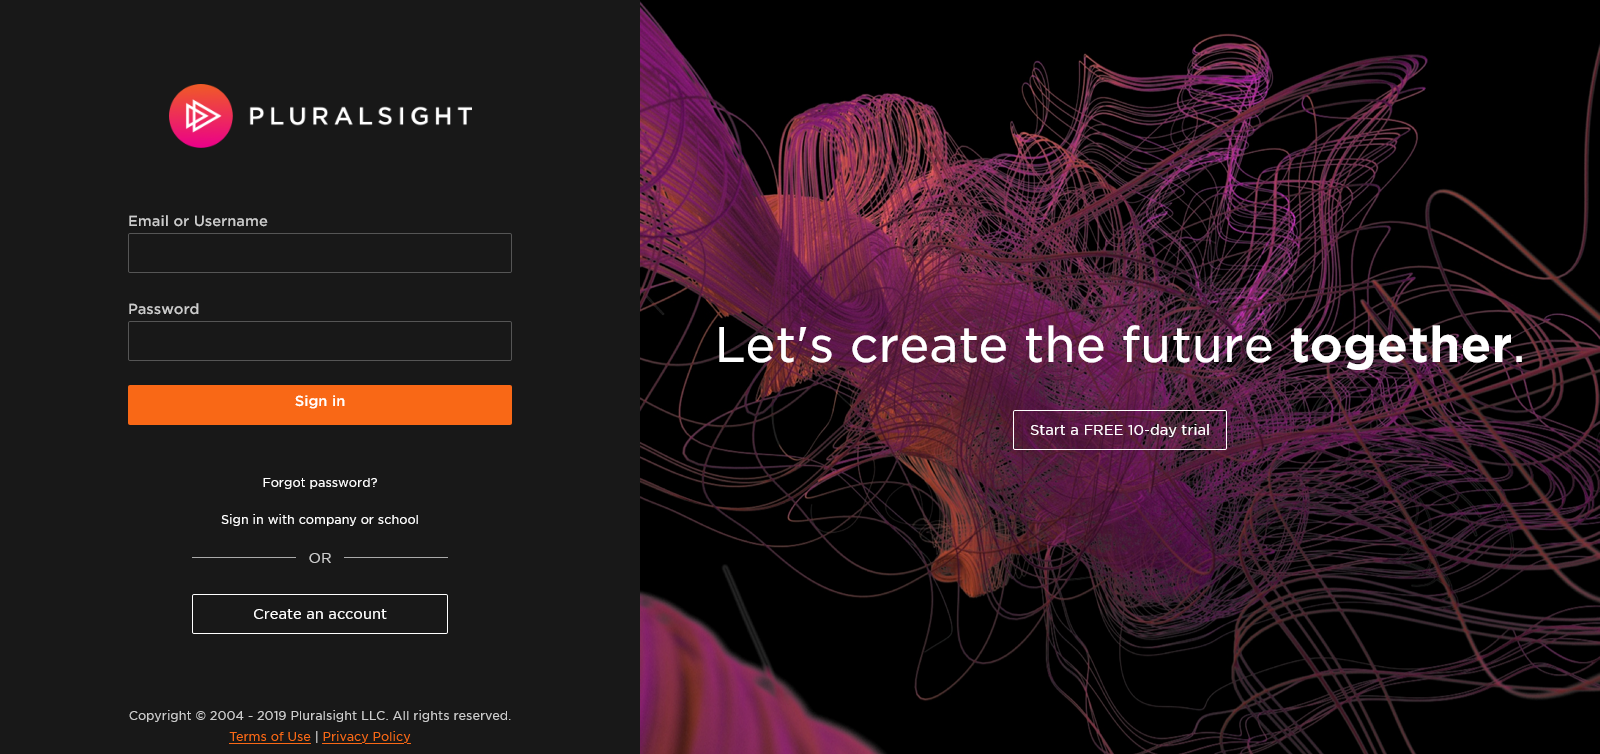 PLURALSIGHT
Email or Username
Password
Sign in
Forgot password?
Sign in with company or school
OR
Create an account
Copyright © 2004 - 2019 Pluralsight LLC. All rights reserved.
Terms of Use | Privacy Policy
Let's create the future together.
Start a FREE 10-day trial